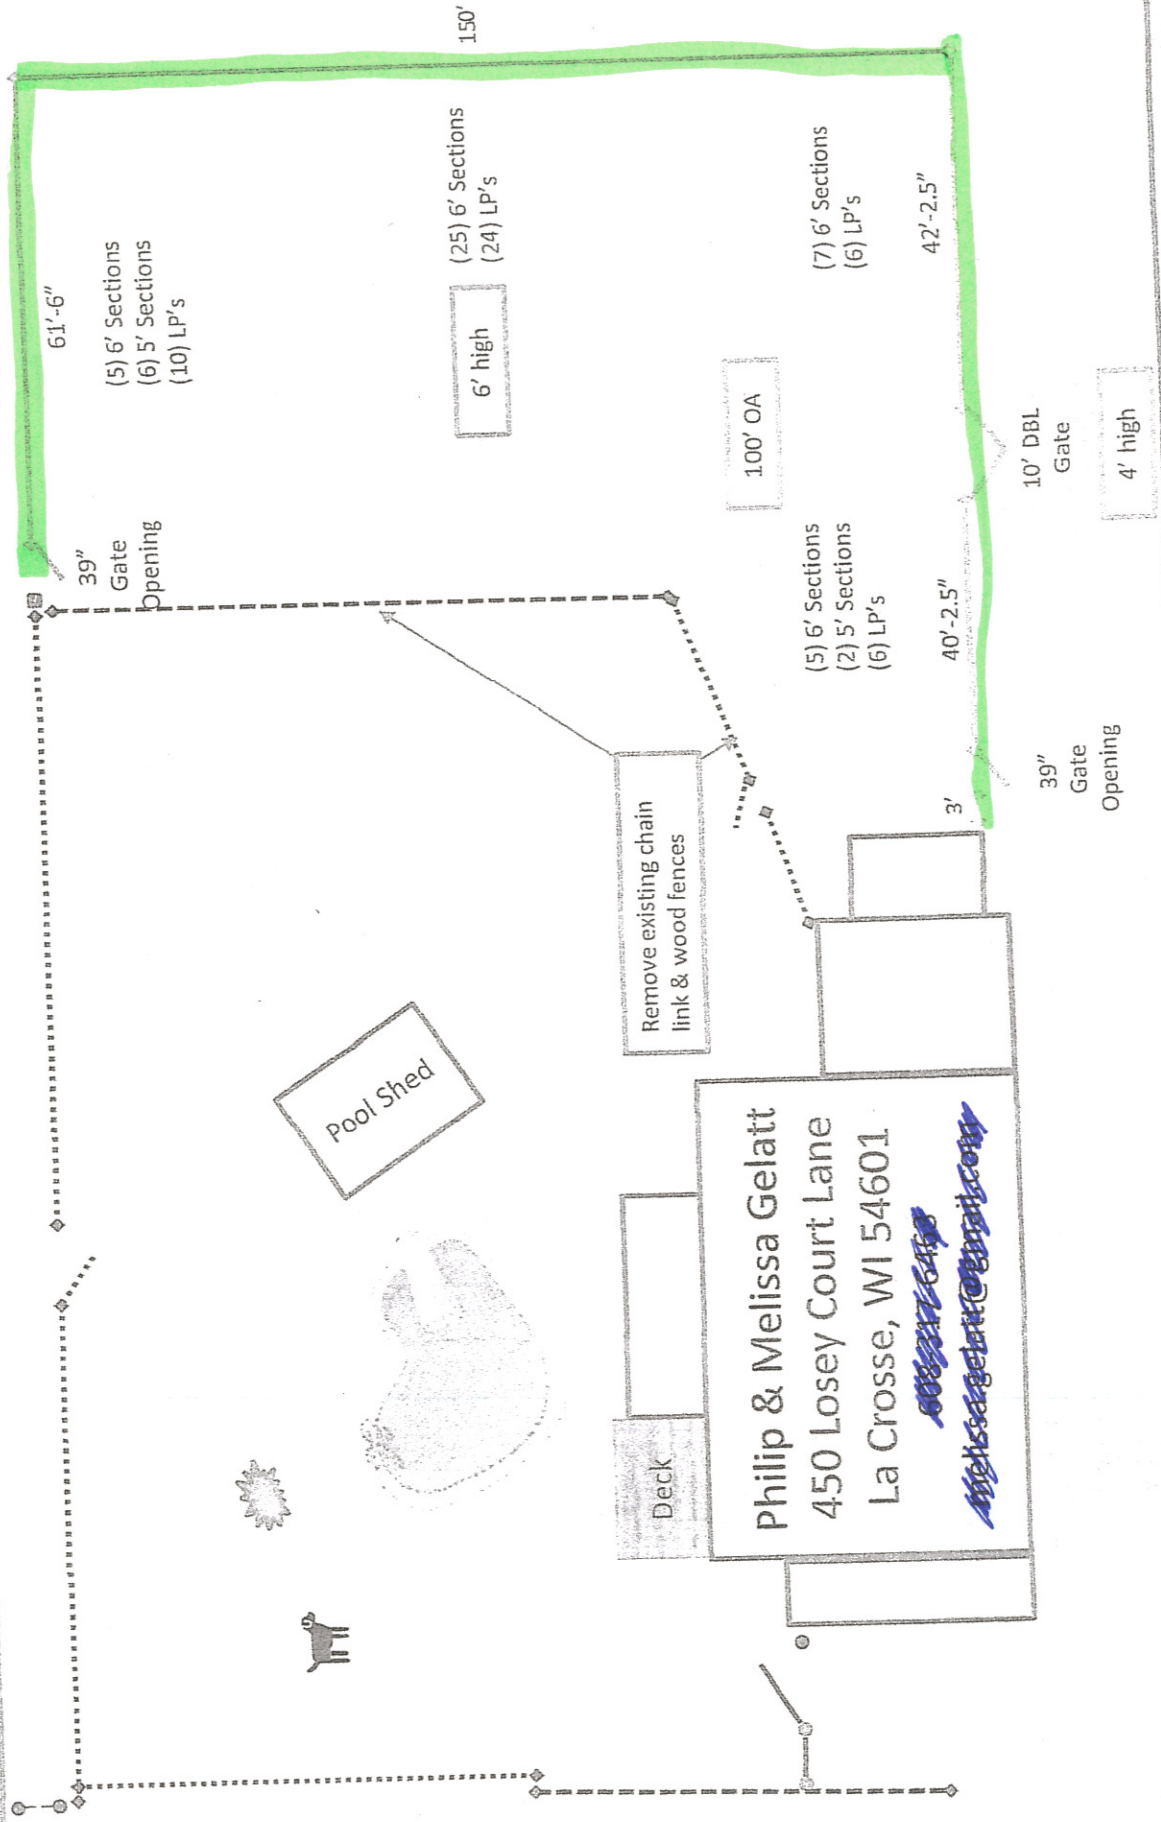 61'-6"
39"
Gate
Opening
(5) 6' Sections
(6) 5' Sections
(10) LP's
150'
(25) 6' Sections
(24) LP's
6' high
Pool Shed
Remove existing chain
link & wood fences
100' OA
Deck
(5) 6' Sections
(2) 5' Sections
(6) LP's
(7) 6' Sections
(6) LP's
Philip & Melissa Gelatt
450 Losey Court Lane
La Crosse, WI 54601
3'
40'-2.5"
42'-2.5"
39"
Gate
Opening
10' DBL
Gate
4' high